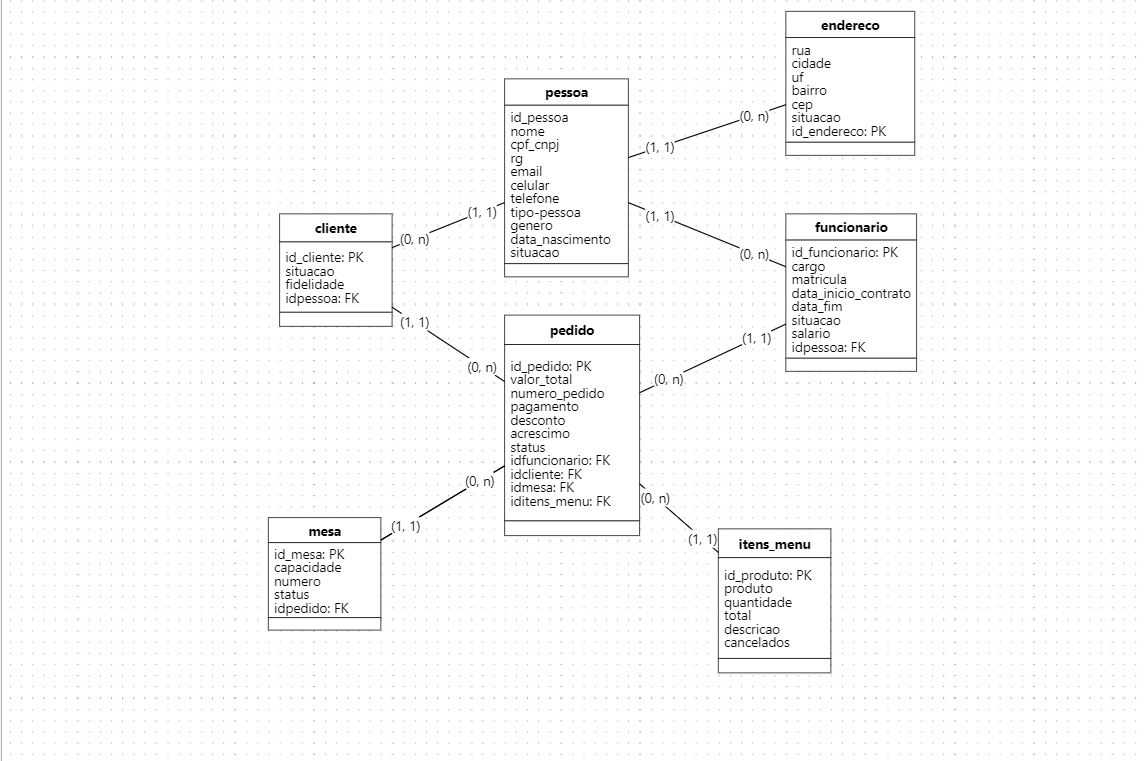 endereco
rua
cidade
uf
bairro
cep
situacao
id_endereco: PK
pessoa
id_pessoa
nome
cpf_cnpj
rg
email
celular
telefone
tipo-pessoa
genero
data_nascimento
situacao
(0, n)
(1, 1)
(1, 1)
(0, n)
(1, 1)
(0, n)
cliente
id_cliente: PK
situacao
fidelidade
idpessoa: FK
funcionario
id_funcionario: PK
cargo
matricula
data_inicio_contrato
data_fim
situacao
salario
idpessoa: FK
(1, 1)
(0, n)
(1, 1)
(0, n)
pedido
id_pedido: PK
valor_total
numero_pedido
pagamento
desconto
acrescimo
status
idfuncionario: FK
idcliente: FK
idmesa: FK
iditens_menu: FK
(0, n)
(1, 1)
(0, n)
(1, 1)
mesa
id_mesa: PK
capacidade
numero
status
idpedido: FK
itens_menu
id_produto: PK
produto
quantidade
total
descricao
cancelados